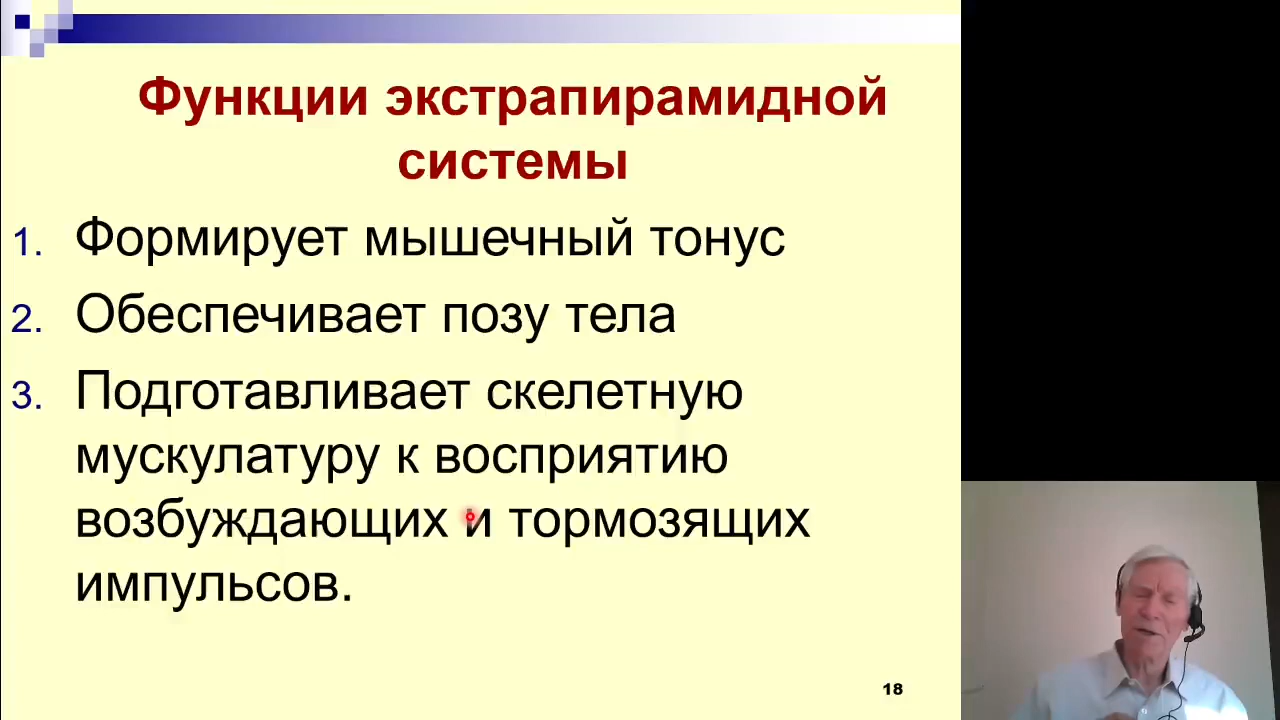 Функции экстрапирамидной
системы
1. Формирует мышечный тонус
2. Обеспечивает позу тела
3. Подготавливает скелетную
мускулатуру к восприятию
возбуждающих и тормозящих
импульсов.
18